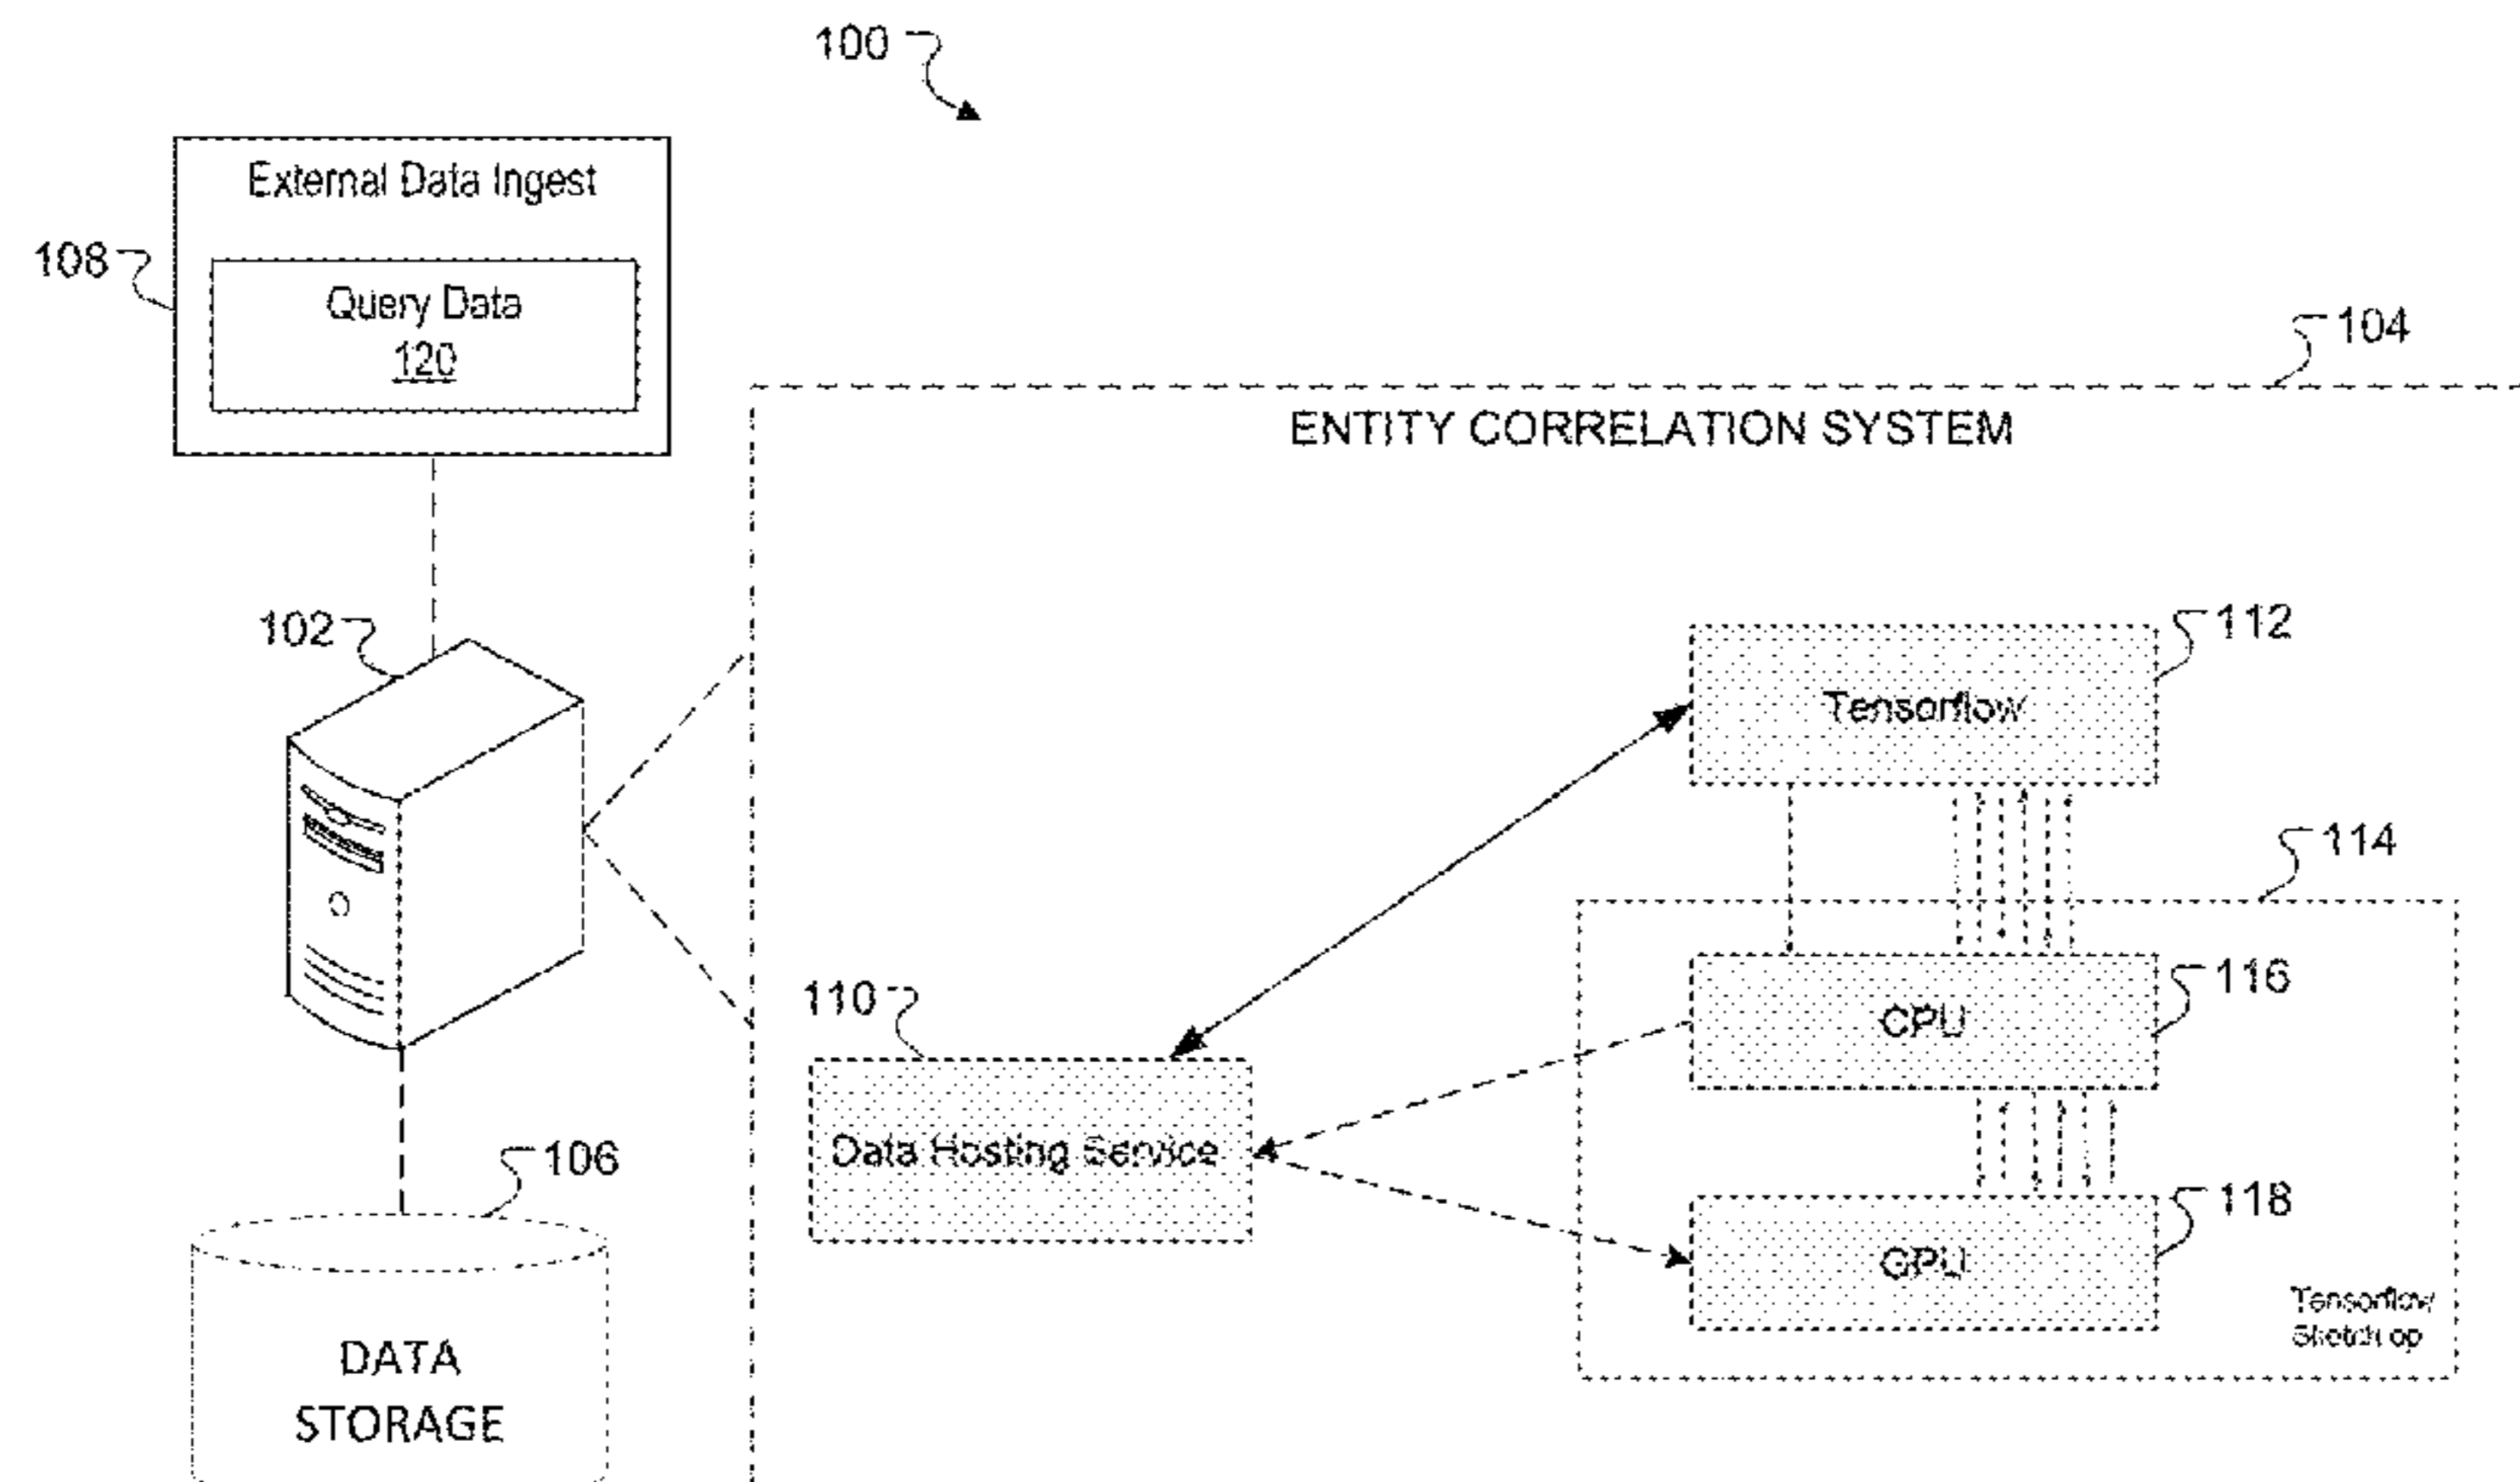 100
External Data Ingest
108
Query Data
120
104
ENTITY CORRELATION SYSTEM
102
112
Tensorflow
114
110
116
CPU
Data Hosting Service
106
118
GPU
Tensorflow
Sketch op
DATA
STORAGE